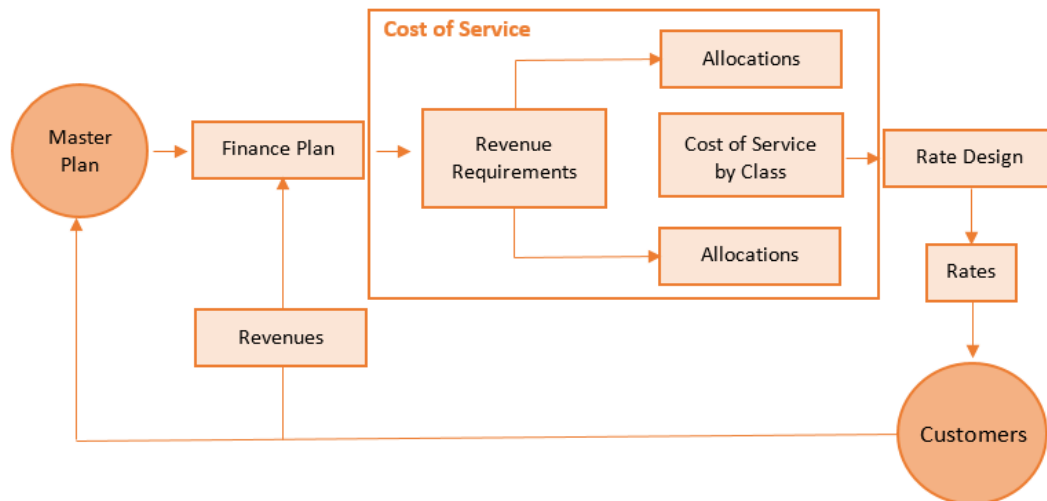 Cost of Service
Allocations
Master
Plan
Finance Plan
Revenue
Requirements
Cost of Service
by Class
Rate Design
Allocations
Rates
Revenues
Customers